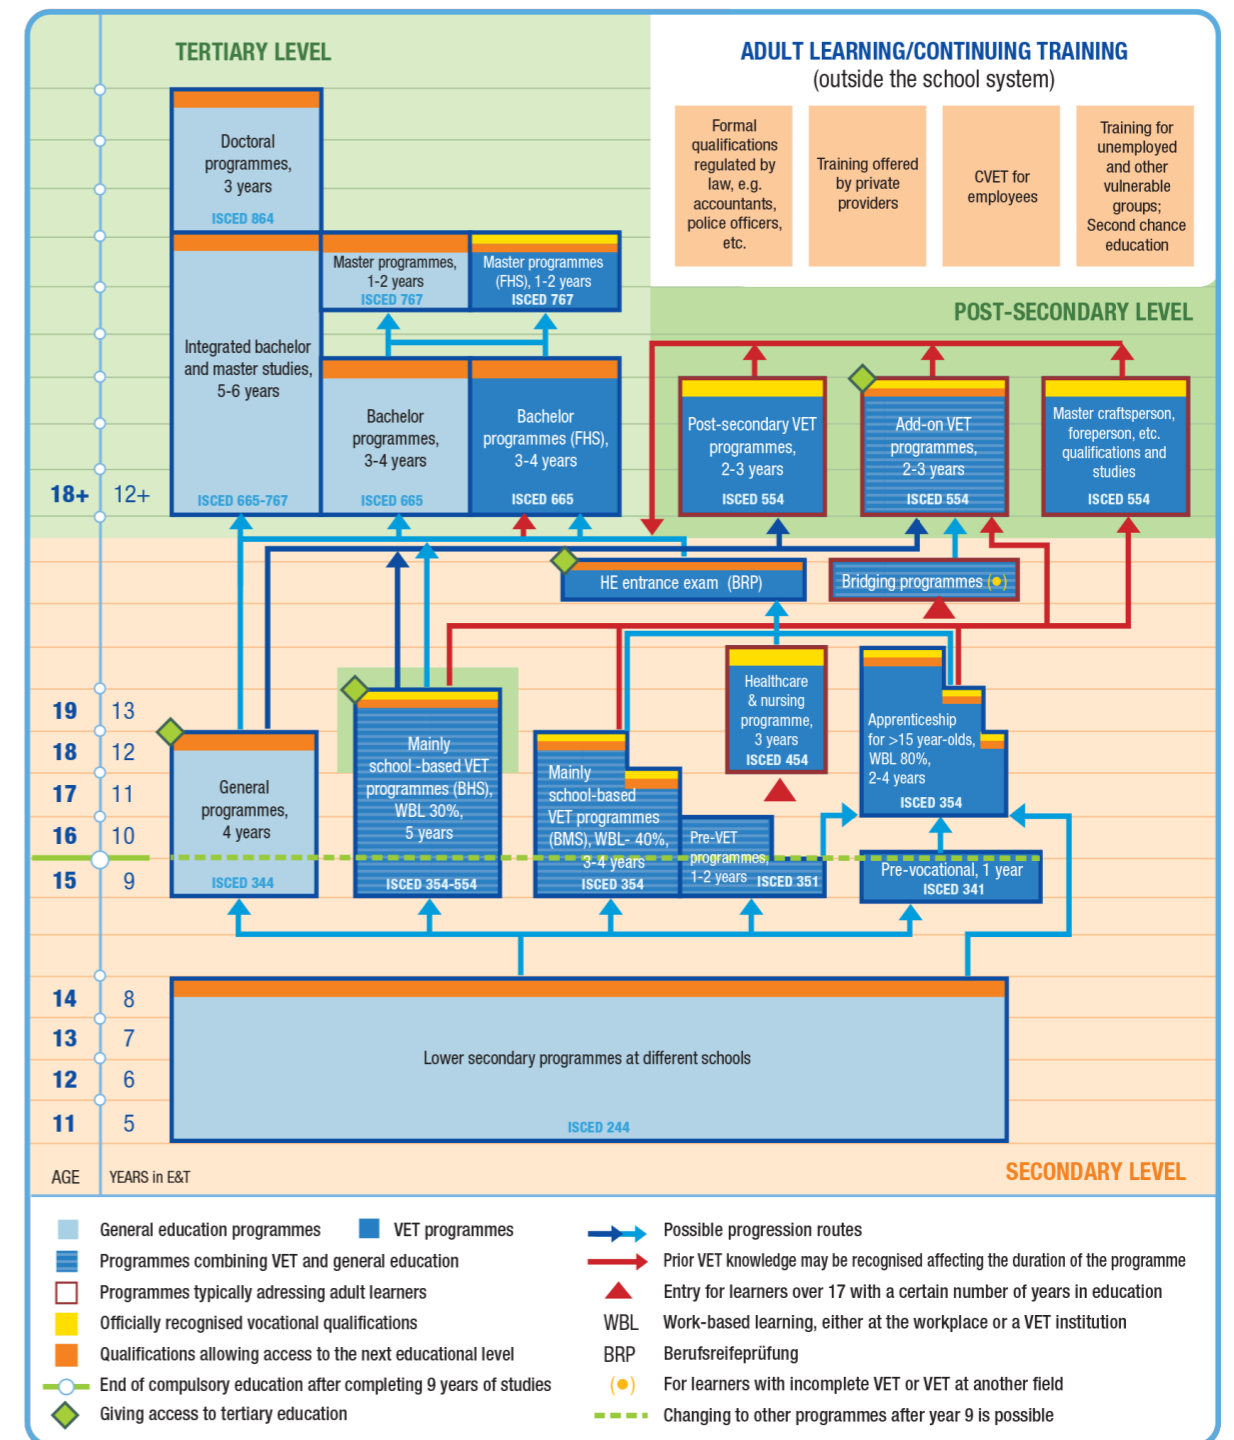 TERTIARY LEVEL
ADULT LEARNING/CONTINUING TRAINING
(outside the school system)
Formal
qualifications
regulated by
law, e.g.
accountants,
police officers,
etc.
Training offered
by private
providers
CVET for
employees
Training for
unemployed
and other
vulnerable
groups;
Second chance
education
Doctoral
programmes,
3 years
ISCED 864
Master programmes,
1-2 years
ISCED 767
Master programmes
(FHS), 1-2 years
ISCED 767
POST-SECONDARY LEVEL
Integrated bachelor
and master studies,
5-6 years
ISCED 665-767
Bachelor
programmes,
3-4 years
ISCED 665
Bachelor
programmes (FHS),
3-4 years
ISCED 665
Post-secondary VET
programmes,
2-3 years
ISCED 554
Add-on VET
programmes,
2-3 years
ISCED 554
Master craftsperson,
foreperson, etc.
qualifications and
studies
ISCED 554
18+ 12+
HE entrance exam (BRP)
Bridging programmes (•)
19 13
18 12
17 11
16 10
15 9
General
programmes,
4 years
ISCED 344
Mainly
school -based VET
programmes (BHS),
WBL 30%,
5 years
ISCED 354-554
Mainly
school-based
VET programmes
(BMS), WBL- 40%,
3-4 years
ISCED 354
Pre-VET
programmes,
1-2 years
ISCED 351
Healthcare
& nursing
programme,
3 years
ISCED 454
Apprenticeship
for >15 year-olds,
WBL 80%,
2-4 years
ISCED 354
Pre-vocational, 1 year
ISCED 341
14 8
13 7
12 6
11 5
Lower secondary programmes at different schools
ISCED 244
AGE YEARS in E&T
SECONDARY LEVEL
General education programmes
VET programmes
Programmes combining VET and general education
Programmes typically adressing adult learners
Officially recognised vocational qualifications
Qualifications allowing access to the next educational level
End of compulsory education after completing 9 years of studies
Giving access to tertiary education
Possible progression routes
Prior VET knowledge may be recognised affecting the duration of the programme
Entry for learners over 17 with a certain number of years in education
WBL Work-based learning, either at the workplace or a VET institution
BRP Berufsreifeprüfung
(•) For learners with incomplete VET or VET at another field
Changing to other programmes after year 9 is possible